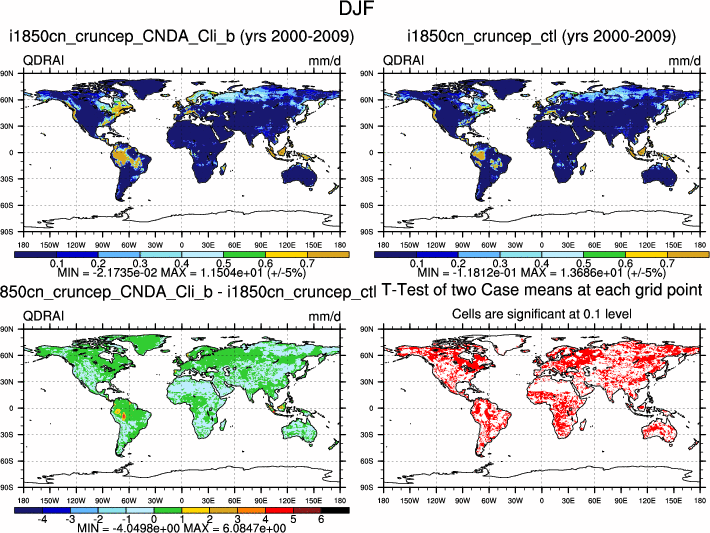 DJF
i1850cn_cruncep_CNDA_Cli_b (yrs 2000-2009)
i1850cn_cruncep_ctl (yrs 2000-2009)
QDRAI mm/d
QDRAI mm/d
90N
60N
30N
0
30S
60S
90S
180 150W 120W 90W 60W 30W 0 30E 60E 90E 120E 150E 180
0.1 0.2 0.3 0.4 0.5 0.6 0.7
MIN = -2.1735e-02 MAX = 1.1504e+01 (+/-5%)
90N
60N
30N
0
30S
60S
90S
180 150W 120W 90W 60W 30W 0 30E 60E 90E 120E 150E 180
0.1 0.2 0.3 0.4 0.5 0.6 0.7
MIN = -1.1812e-01 MAX = 1.3686e+01 (+/-5%)
850cn_cruncep_CNDA_Cli_b - i1850cn_cruncep_ctl
T-Test of two Case means at each grid point
QDRAI mm/d
Cells are significant at 0.1 level
90N
60N
30N
0
30S
60S
90S
180 150W 120W 90W 60W 30W 0 30E 60E 90E 120E 150E 180
-4 -3 -2 -1 0 1 2 3 4 5 6
MIN = -4.0498e+00 MAX = 6.0847e+00
90N
60N
30N
0
30S
60S
90S
180 150W 120W 90W 60W 30W 0 30E 60E 90E 120E 150E 180